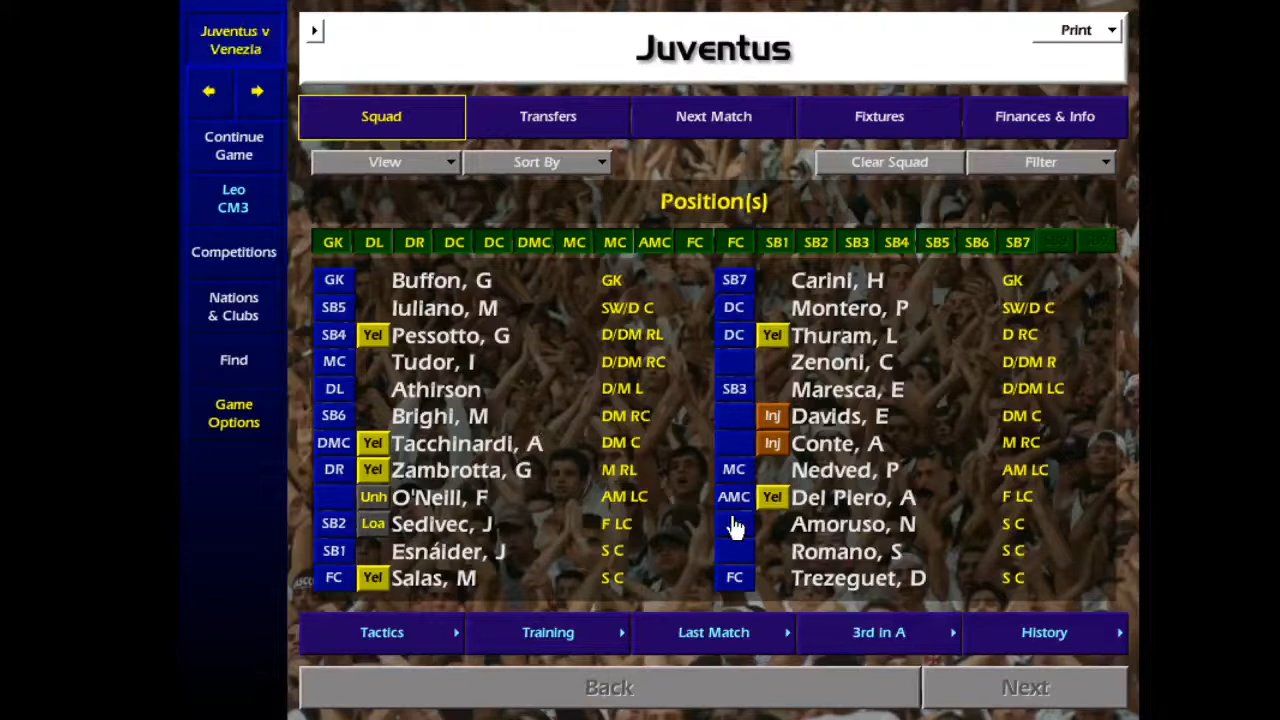 Juventus v
Venezia
Continue
Game
Leo
CM3
Competitions
Nations
& Clubs
Find
Game
Options
Juventus
Print
Squad Transfers Next Match Fixtures Finances & Info
View Sort By Clear Squad Filter
Position(s)
GK DL DR DC DC DMC MC MC AMC FC FC SB1 SB2 SB3 SB4 SB5 SB6 SB7
GK Buffon, G GK SB7 Carini, H GK
SB5 Iuliano, M SW/D C DC Montero, P SW/D C
SB4 Yel Pessotto, G D/DM RL DC Yel Thuram, L D RC
MC Tudor, I D/DM RC Zenoni, C D/DM R
DL Athirson D/M L SB3 Maresca, E D/DM LC
SB6 Brighi, M DM RC Inj Davids, E DM C
DMC Yel Tacchinardi, A DM C Inj Conte, A M RC
DR Yel Zambrotta, G M RL MC Nedved, P AM LC
Unh O'Neill, F AM LC AMC Yel Del Piero, A F LC
SB2 Loa Sedivec, J F LC Amoruso, N S C
SB1 Esnáider, J S C Romano, S S C
FC Yel Salas, M S C FC Trezeguet, D S C
Tactics Training Last Match 3rd in A History
Back Next